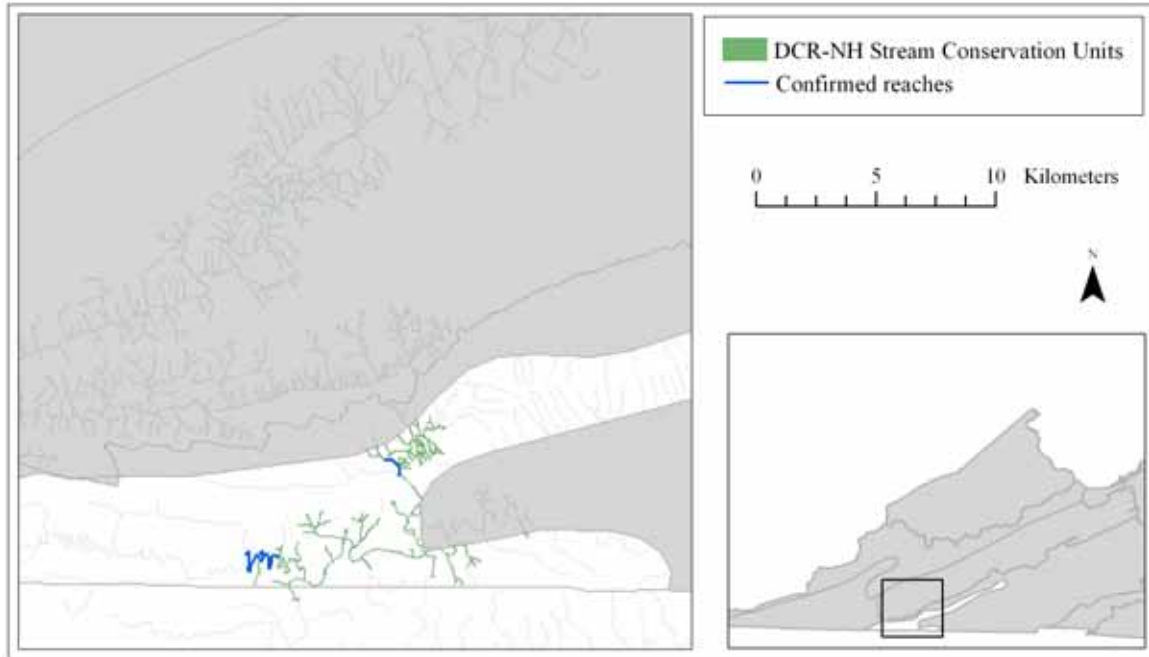 DCR-NH Stream Conservation Units
Confirmed reaches
0 5 10 Kilometers
N